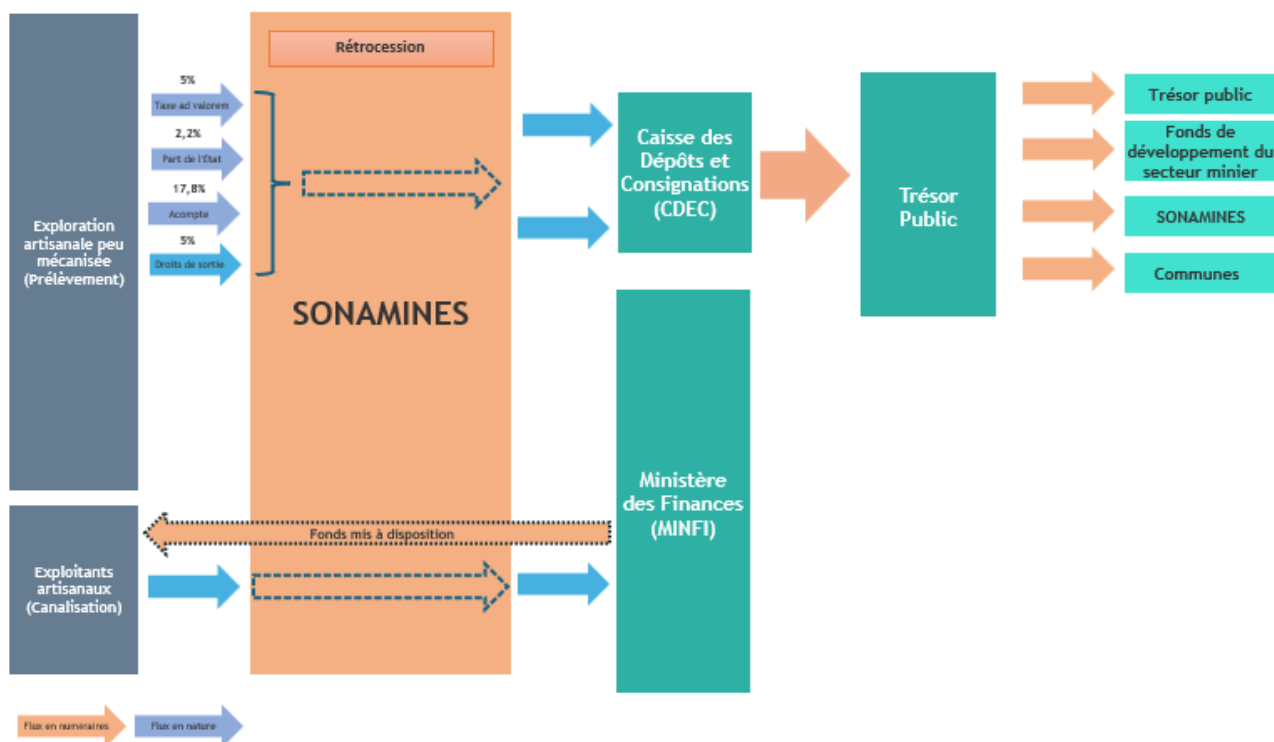 Exploration
artisanale peu
mécanisée
(Prélèvement)
5%
Taxe ad valorem
2,2%
Part de l'État
17,8%
Acompte
5%
Droits de sortie
Rétrocession
SONAMINES
Caisse des
Dépôts et
Consignations
(CDEC)
Trésor
Public
Trésor public
Fonds de
développement du
secteur minier
SONAMINES
Communes
Ministère
des Finances
(MINFI)
Fonds mis à disposition
Exploitants
artisanaux
(Canalisation)
Flux en numéraires
Flux en nature